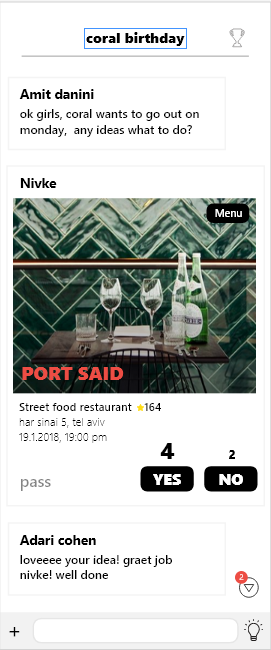 coral birthday
Amit danini
ok girls, coral wants to go out on
monday,  any ideas what to do?
Nivke
Menu
PORT SAID
Street food restaurant ⭐164
har sinai 5, tel aviv
19.1.2018, 19:00 pm
4
2
pass
YES
NO
Adari cohen
loveeee your idea! graet job
nivke! well done
2
+